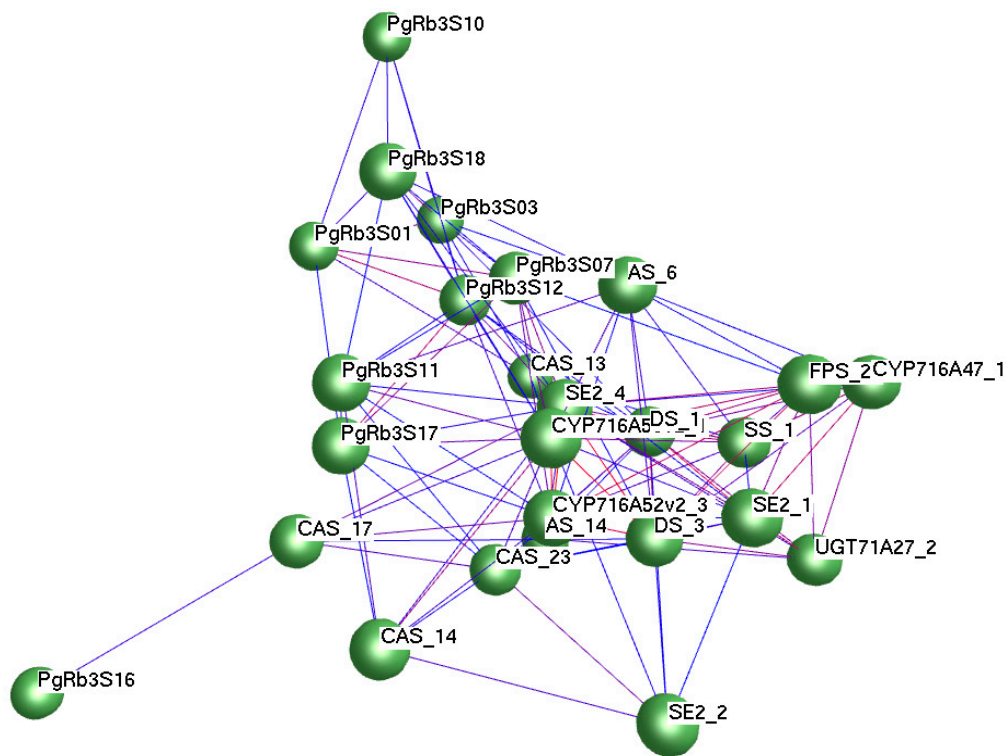 PgRb3S10
PgRb3S18
PgRb3S03
PgRb3S01
PgRb3S07
AS_6
PgRb3S12
CAS_13
PgRb3S11
FPS_2
CYP716A47_1
SE2_4
DS_1
CYP716A5
PgRb3S17
SS_1
CYP716A52v2_3
SE2_1
CAS_17
AS_14
DS_3
CAS_23
UGT71A27_2
CAS_14
PgRb3S16
SE2_2